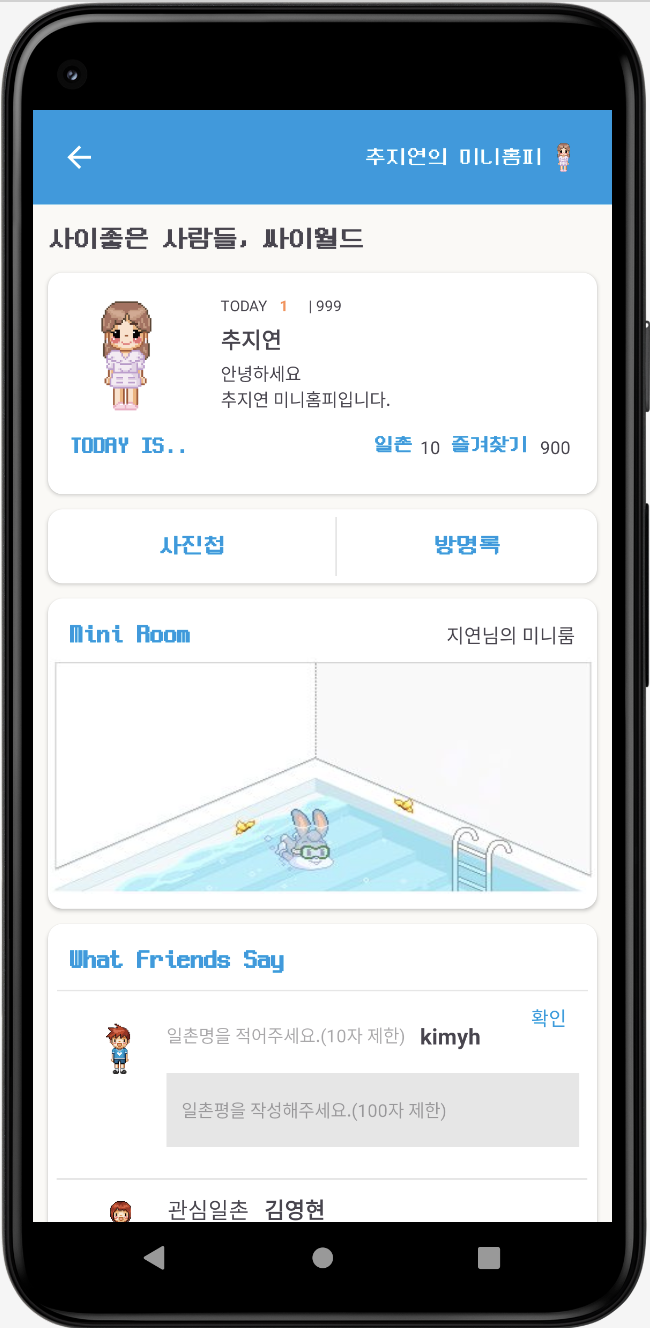 추지연의 미니홈피
사이좋은 사람들, 싸이월드
TODAY 1 | 999
추지연
안녕하세요
추지연 미니홈피입니다.
TODAY IS.. 일촌 10 즐겨찾기 900
사진첩 방명록
Mini Room 지연님의 미니룸
What Friends Say
확인
일촌명을 적어주세요.(10자 제한) kimyh
일촌평을 작성해주세요.(100자 제한)
관심일촌 김영현